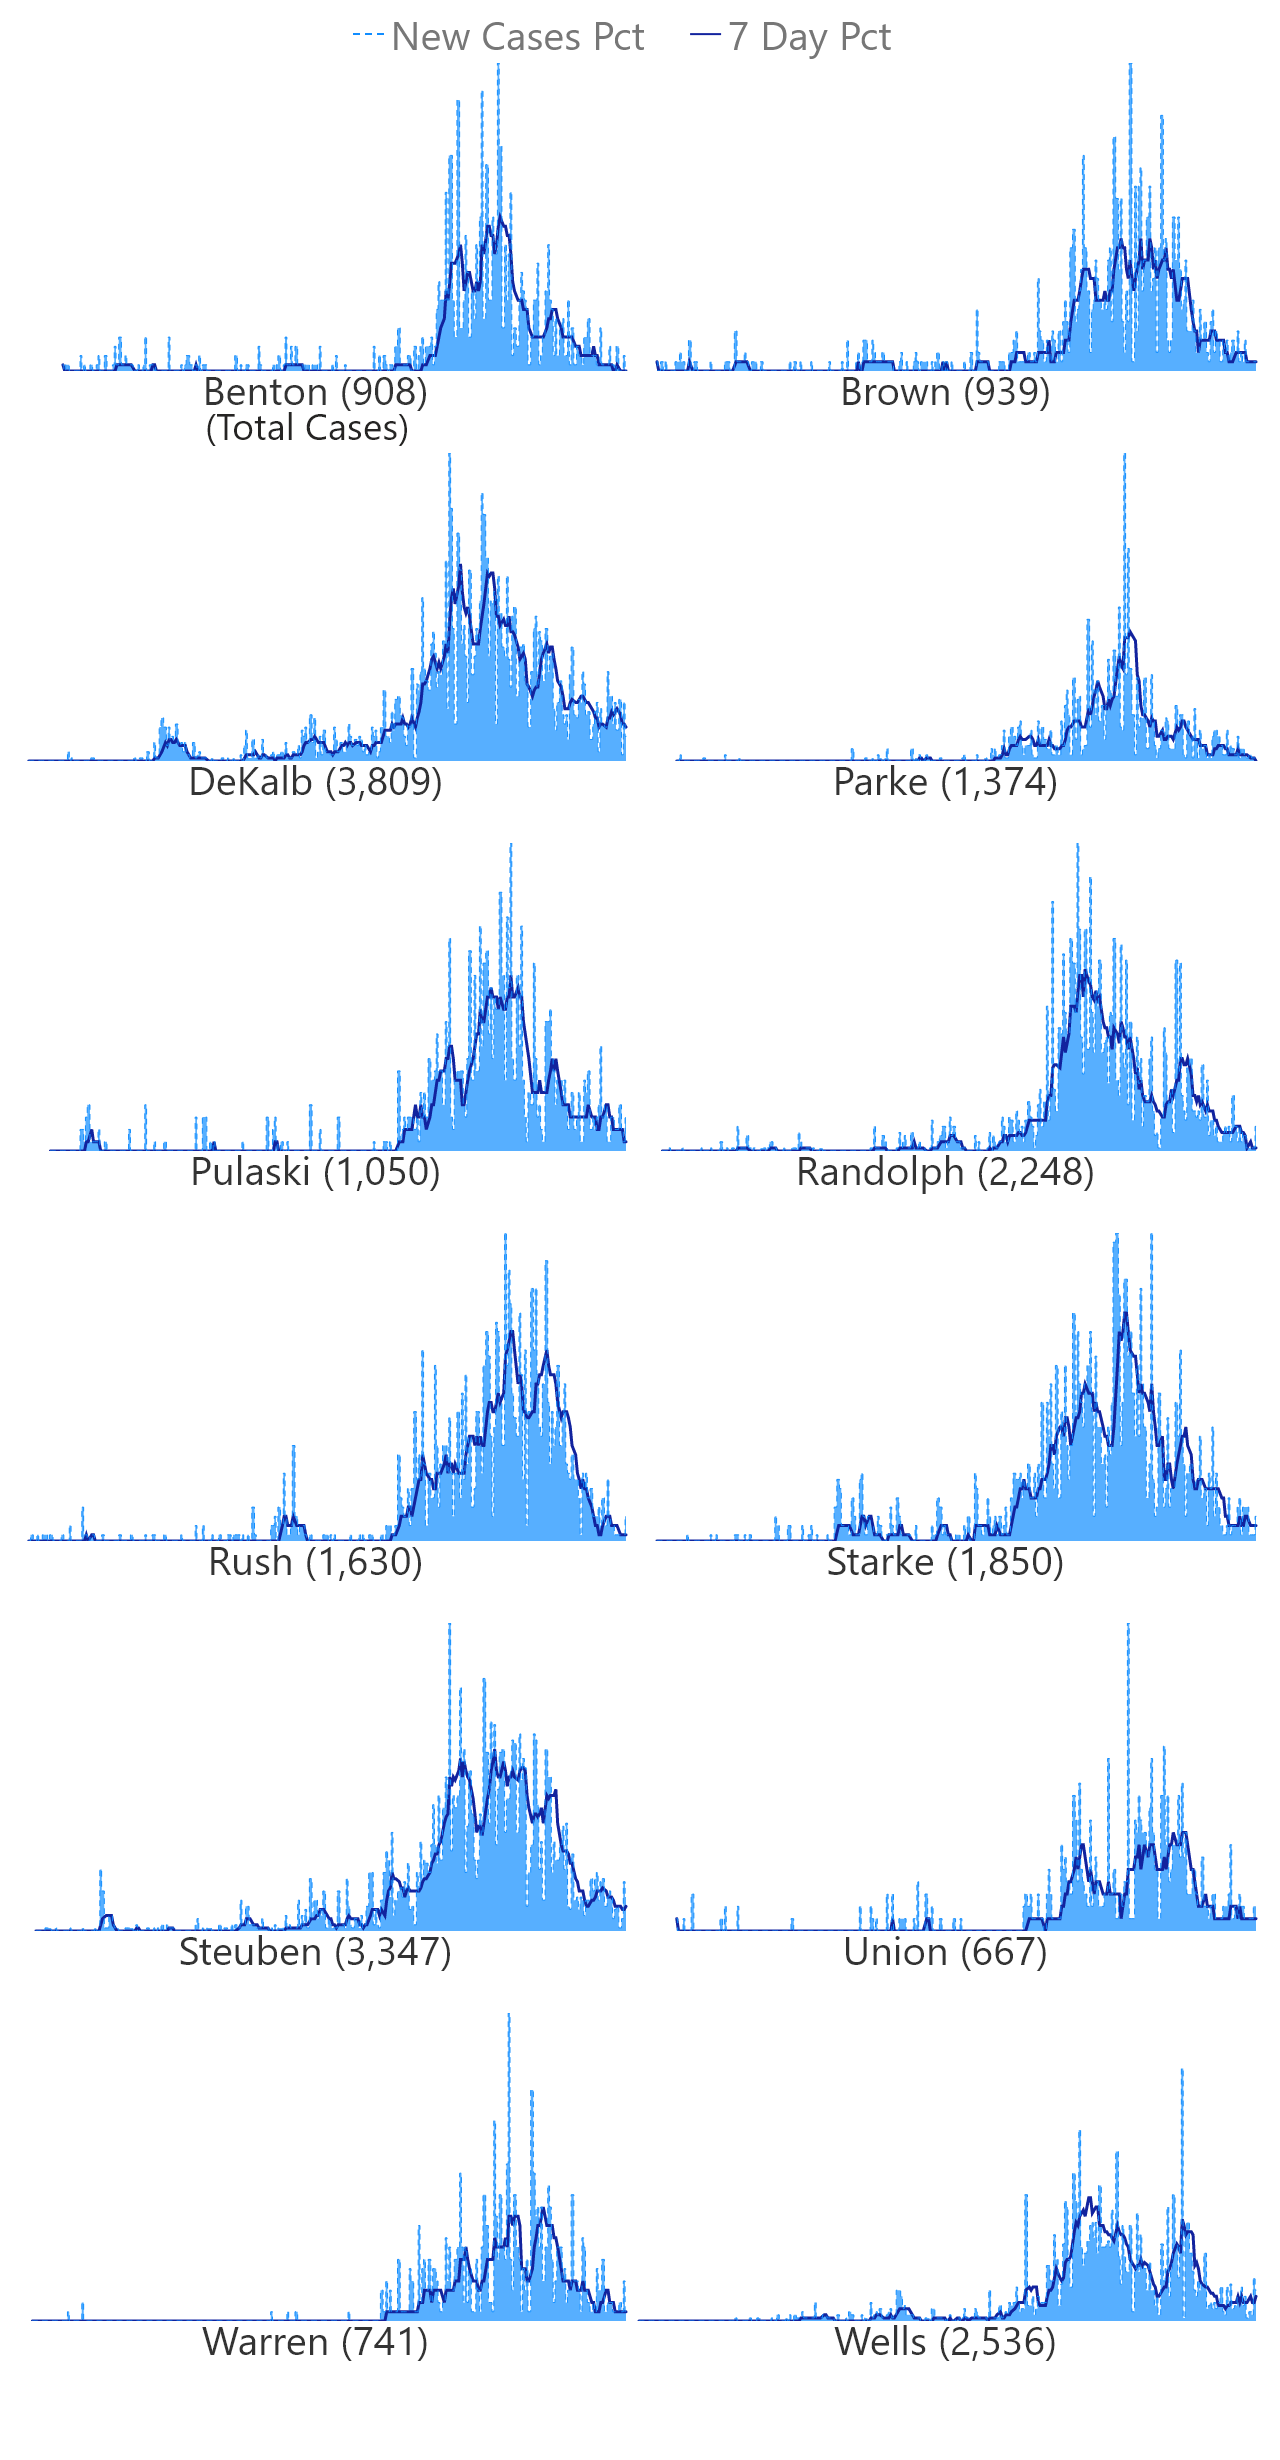 New Cases Pct 7 Day Pct
Benton (908) Brown (939)
(Total Cases)
DeKalb (3,809) Parke (1,374)
Pulaski (1,050) Randolph (2,248)
Rush (1,630) Starke (1,850)
Steuben (3,347) Union (667)
Warren (741) Wells (2,536)